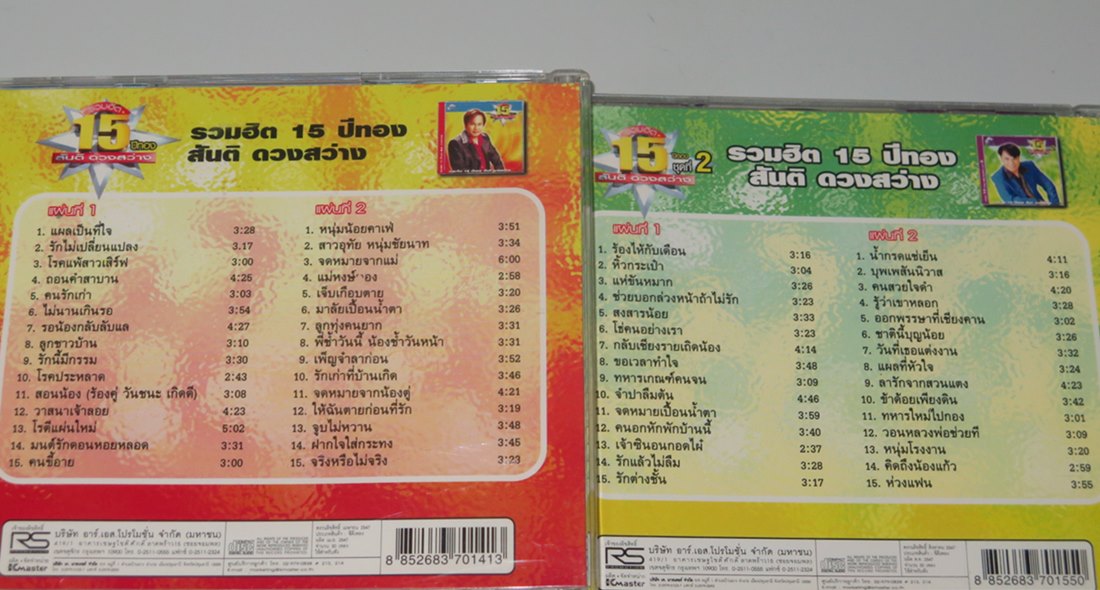 รวมฮิต
15
ปีทอง
สันติ ดวงสว่าง
รวมฮิต 15 ปีทอง
สันติ ดวงสว่าง
แผ่นที่ 1
1. แผลเป็นที่ใจ 3:28
2. รักไม่เปลี่ยนแปลง 3.17
3. โรคแพ้สาวเสิร์ฟ 3:00
4. ถอนคำสาบาน 4:25
5. คนรักเก่า 3:03
6. ไม่นานเกินรอ 3:54
7. รอน้องกลับลับแล 4:27
8. ลูกชาวบ้าน 3:10
9. รักนี้มีกรรม 3:30
10. โรคประหลาด 2:43
11. สอนน้อง (ร้องคู่ วันชนะ เกิดดี) 3:08
12. วาสนาเจ้าลอย 4:23
13. โรดีแผ่นใหม่ 5:02
14. มนต์รักดอนหอยหลอด 3:31
15. คนขี้อาย 3:00
แผ่นที่ 2
1. หนุ่มน้อยคาเฟ่ 3:51
2. สาวอุทัย หนุ่มชัยนาท 3:34
3. จดหมายจากแม่ 6:00
4. แม่หงษ์ 2:58
5. เจ็บเกือบตาย 3:20
6. มาลัยเปื้อนน้ำตา 3:26
7. ลูกทุ่งคนยาก 3:31
8. พี่ช้ำวันนี้ น้องช้ำวันหน้า 3:31
9. เพ็ญจ๋าลาก่อน 3:52
10. รักเก่าที่บ้านเกิด 3:46
11. จดหมายจากน้องตู่ 4:21
12. ให้ฉันตายก่อนที่รัก 3:19
13. จูบไม่หวาน 3:48
14. ฝากใจใส่กระทง 3:45
15. จริงหรือไม่จริง 3:23
RS
บริษัท อาร์.เอส.โปรโมชั่น จำกัด (มหาชน)
8 852683 701413
รวมฮิต
15
ปีทอง
ชุดที่ 2
สันติ ดวงสว่าง
รวมฮิต 15 ปีทอง
สันติ ดวงสว่าง
แผ่นที่ 1
1. ร้องไห้กับเดือน 3:16
2. หิ้วกระเป๋า 3:04
3. แห่ขันหมาก 3:26
4. ช่วยบอกล่วงหน้าถ้าไม่รัก 3:23
5. สงสารน้อย 3:33
6. โช่คนอย่างเรา 3:23
7. กลับเชียงรายเถิดน้อง 4:14
8. ขอเวลาทำใจ 3:48
9. ทหารเกณฑ์คนจน 3:09
10. จำปาลืมต้น 4:46
11. จดหมายเปื้อนน้ำตา 3:59
12. คนอกหักพักบ้านนี้ 3:40
13. เจ้าชินอนกอดไผ่ 2:37
14. รักแล้วไม่ลืม 3:28
15. รักต่างชั้น 3:17
แผ่นที่ 2
1. น้ำกรดแช่เย็น 4:11
2. บุพเพสันนิวาส 3:16
3. คนสวยใจดำ 4:20
4. รู้ว่าเขาหลอก 3:28
5. ออกพรรษาที่เชียงคาน 3:02
6. ชาตินี้บุญน้อย 3:26
7. วันที่เธอแต่งงาน 3:32
8. แผลที่หัวใจ 3:24
9. ลารักจากสวนแตง 4:23
10. ข้าด้อยเพียงดิน 3:42
11. ทหารใหม่ไปกอง 3:01
12. วอนหลวงพ่อช่วยที 3:09
13. หนุ่มโรงงาน 3:20
14. คิดถึงน้องแก้ว 2:59
15. ห่วงแฟน 3:55
RS
บริษัท อาร์.เอส.โปรโมชั่น จำกัด (มหาชน)
8 852683 701550